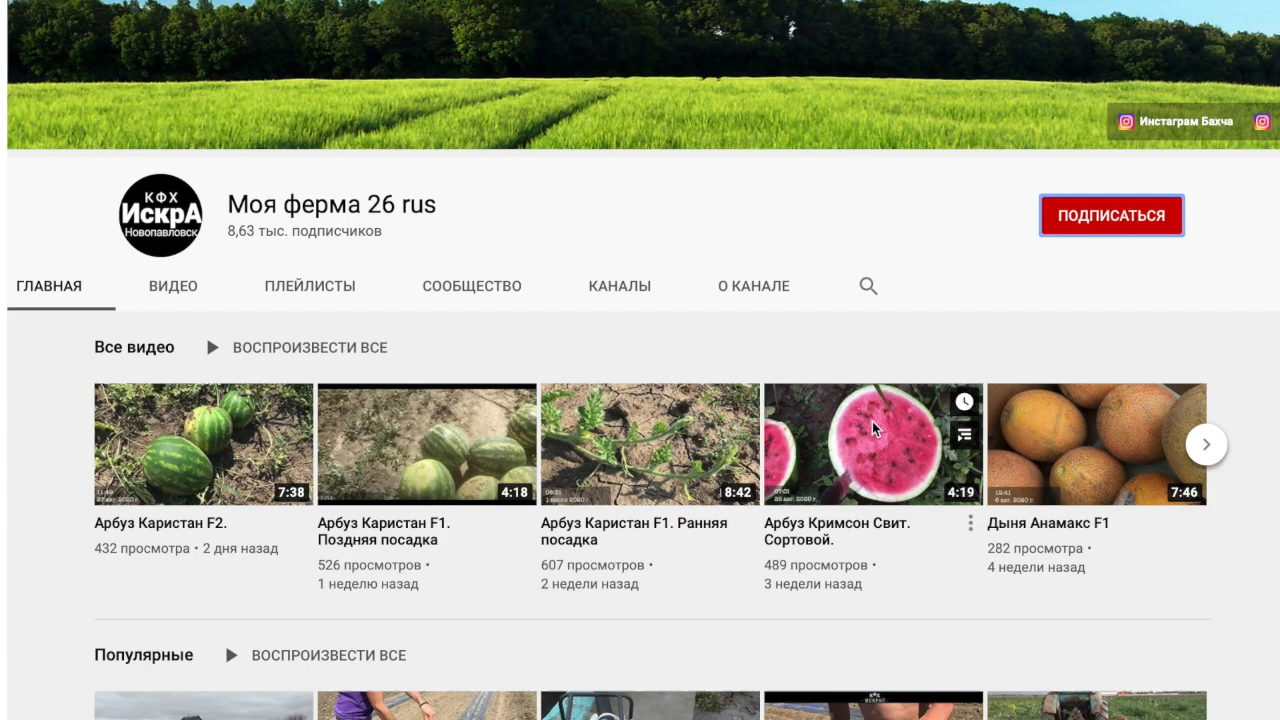 Инстаграм Бахча
КФХ
ИскрА
Новопавловск
Моя ферма 26 rus
8,63 тыс. подписчиков
ПОДПИСАТЬСЯ
ГЛАВНАЯ ВИДЕО ПЛЕЙЛИСТЫ СООБЩЕСТВО КАНАЛЫ О КАНАЛЕ
Все видео ВОСПРОИЗВЕСТИ ВСЕ
7:38
4:18
8:42
4:19
7:46
Арбуз Каристан F2.
432 просмотра • 2 дня назад
Арбуз Каристан F1.
Поздняя посадка
526 просмотров •
1 неделю назад
Арбуз Каристан F1. Ранняя
посадка
607 просмотров •
2 недели назад
Арбуз Кримсон Свит.
Сортовой.
489 просмотров •
3 недели назад
Дыня Анамакс F1
282 просмотра •
4 недели назад
Популярные ВОСПРОИЗВЕСТИ ВСЕ